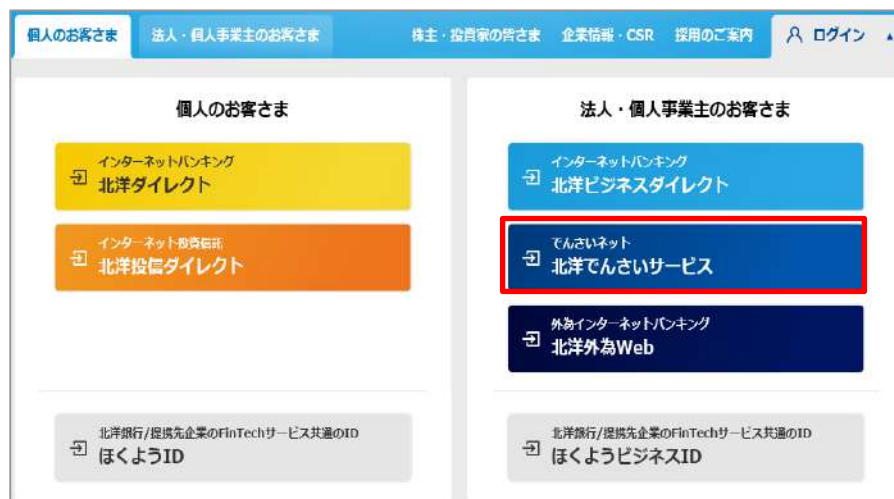 個人のお客さま
法人・個人事業主のお客さま
株主・投資家の皆さま
企業情報・CSR
採用のご案内
ログイン
個人のお客さま
インターネットバンキング
北洋ダイレクト
インターネット投資信託
北洋投信ダイレクト
北洋銀行/提携先企業のFinTechサービス共通のID
ほくようID
法人・個人事業主のお客さま
インターネットバンキング
北洋ビジネスダイレクト
でんさいネット
北洋でんさいサービス
外為インターネットバンキング
北洋外為Web
北洋銀行/提携先企業のFinTechサービス共通のID
ほくようビジネスID